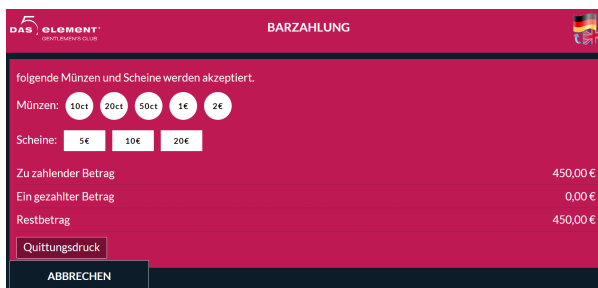 DAS 5 ELEMENT
GENTLEMEN'S CLUB
BARZAHLUNG
folgende Münzen und Scheine werden akzeptiert.
Münzen: 10ct 20ct 50ct 1€ 2€
Scheine: 5€ 10€ 20€
Zu zahlender Betrag 450,00 €
Ein gezahlter Betrag 0,00 €
Restbetrag 450,00 €
Quittungsdruck
ABBRECHEN